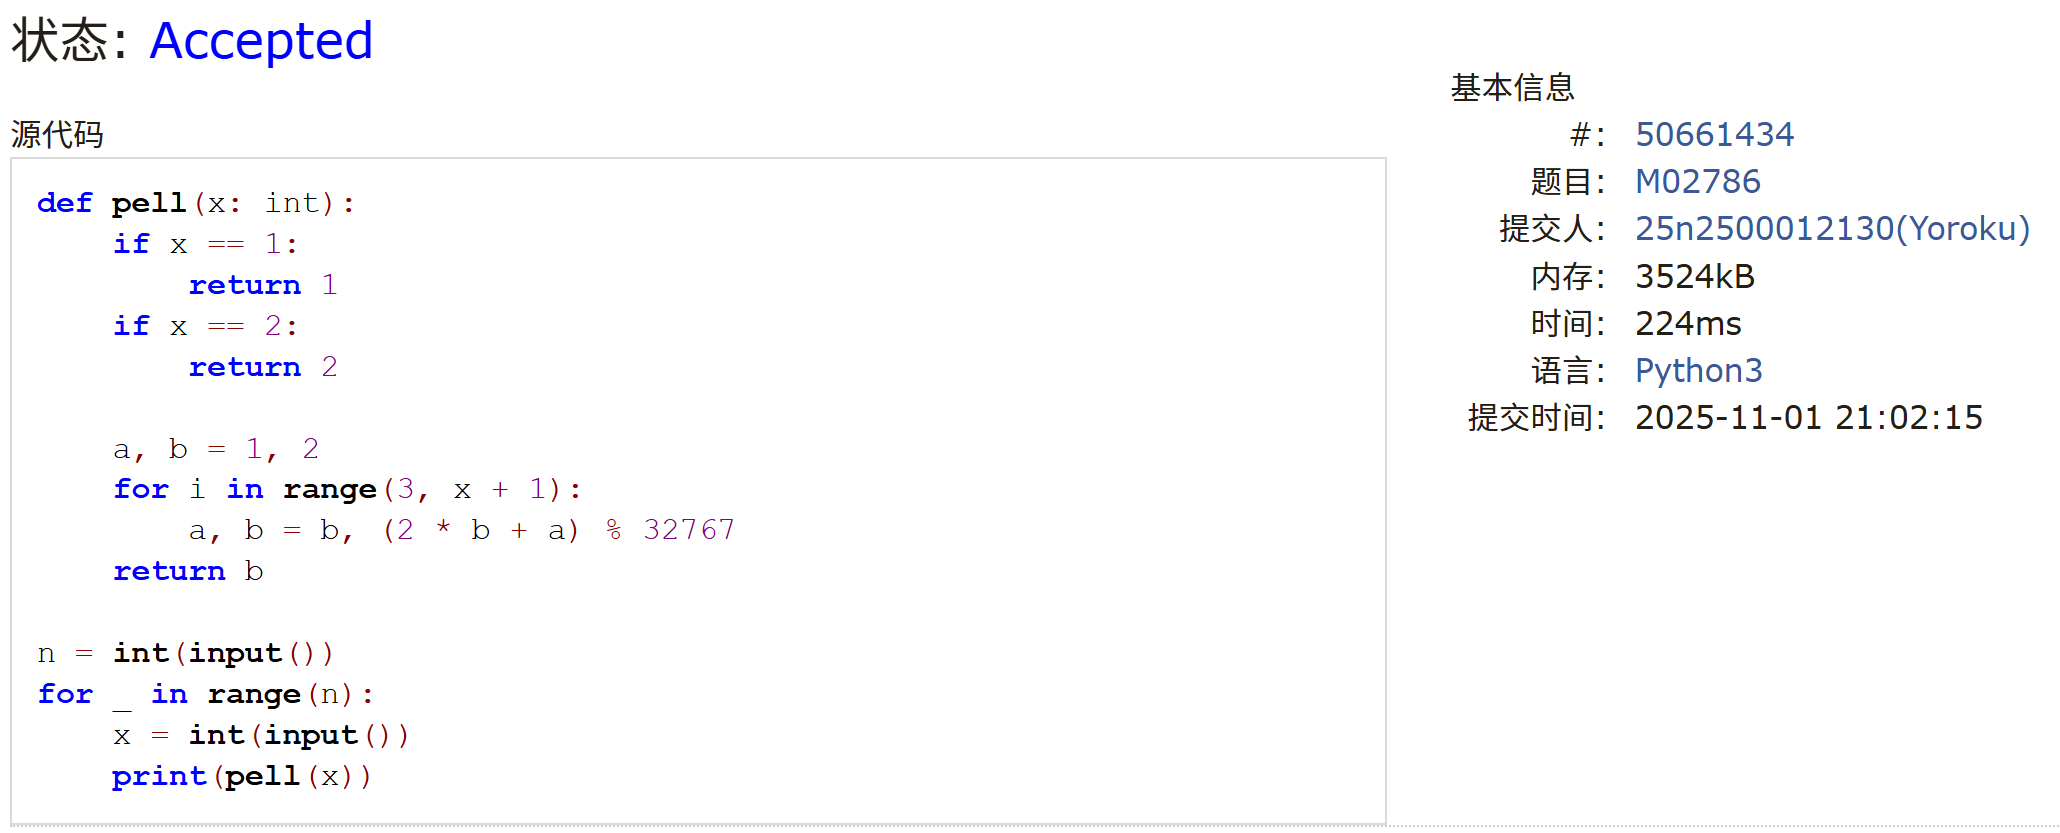 状态: Accepted
源代码
def pell(x: int):
    if x == 1:
        return 1
    if x == 2:
        return 2

    a, b = 1, 2
    for i in range(3, x + 1):
        a, b = b, (2 * b + a) % 32767
    return b

n = int(input())
for _ in range(n):
    x = int(input())
    print(pell(x))
基本信息
#: 50661434
题目: M02786
提交人: 25n2500012130(Yoroku)
内存: 3524kB
时间: 224ms
语言: Python3
提交时间: 2025-11-01 21:02:15